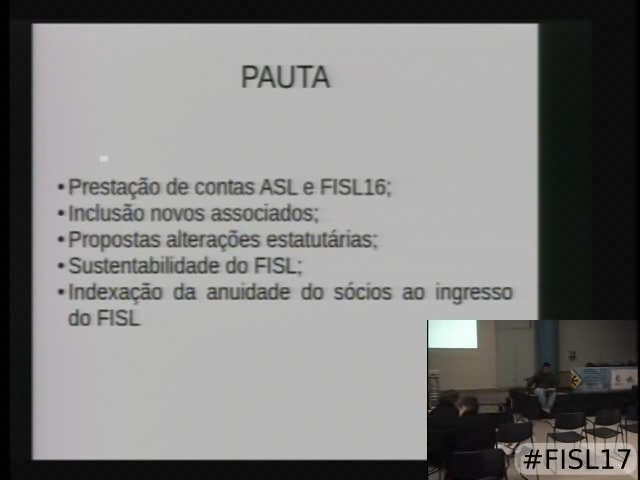 PAUTA
•Prestação de contas ASL e FISL16;
•Inclusão novos associados;
•Propostas alterações estatutárias;
•Sustentabilidade do FISL;
•Indexação da anuidade do sócios ao ingresso
do FISL
#FISL17